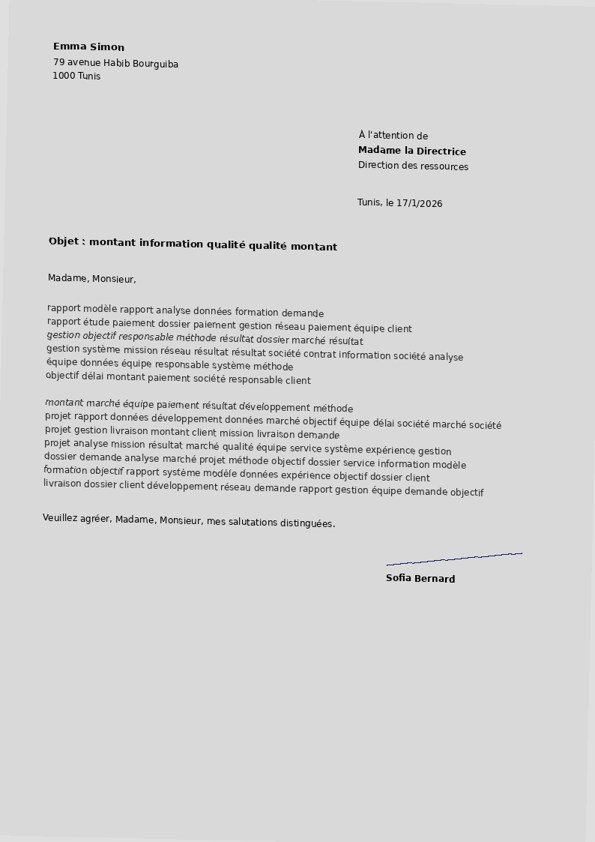 Emma Simon
79 avenue Habib Bourguiba
1000 Tunis
À l'attention de
Madame la Directrice
Direction des ressources
Tunis, le 17/1/2026
Objet : montant information qualité qualité montant
Madame, Monsieur,
rapport modèle rapport analyse données formation demande
rapport étude paiement dossier paiement gestion réseau paiement équipe client
gestion objectif responsable méthode résultat dossier marché résultat
gestion système mission réseau résultat résultat société contrat information société analyse
équipe données équipe responsable système méthode
objectif délai montant paiement société responsable client
montant marché équipe paiement résultat développement méthode
projet rapport données développement données marché objectif équipe délai société marché société
projet gestion livraison montant client mission livraison demande
projet analyse mission résultat marché qualité équipe service système expérience gestion
dossier demande analyse marché projet méthode objectif dossier service information modèle
formation objectif rapport système modèle données expérience objectif dossier client
livraison dossier client développement réseau demande rapport gestion équipe demande objectif
Veuillez agréer, Madame, Monsieur, mes salutations distinguées.
Sofia Bernard